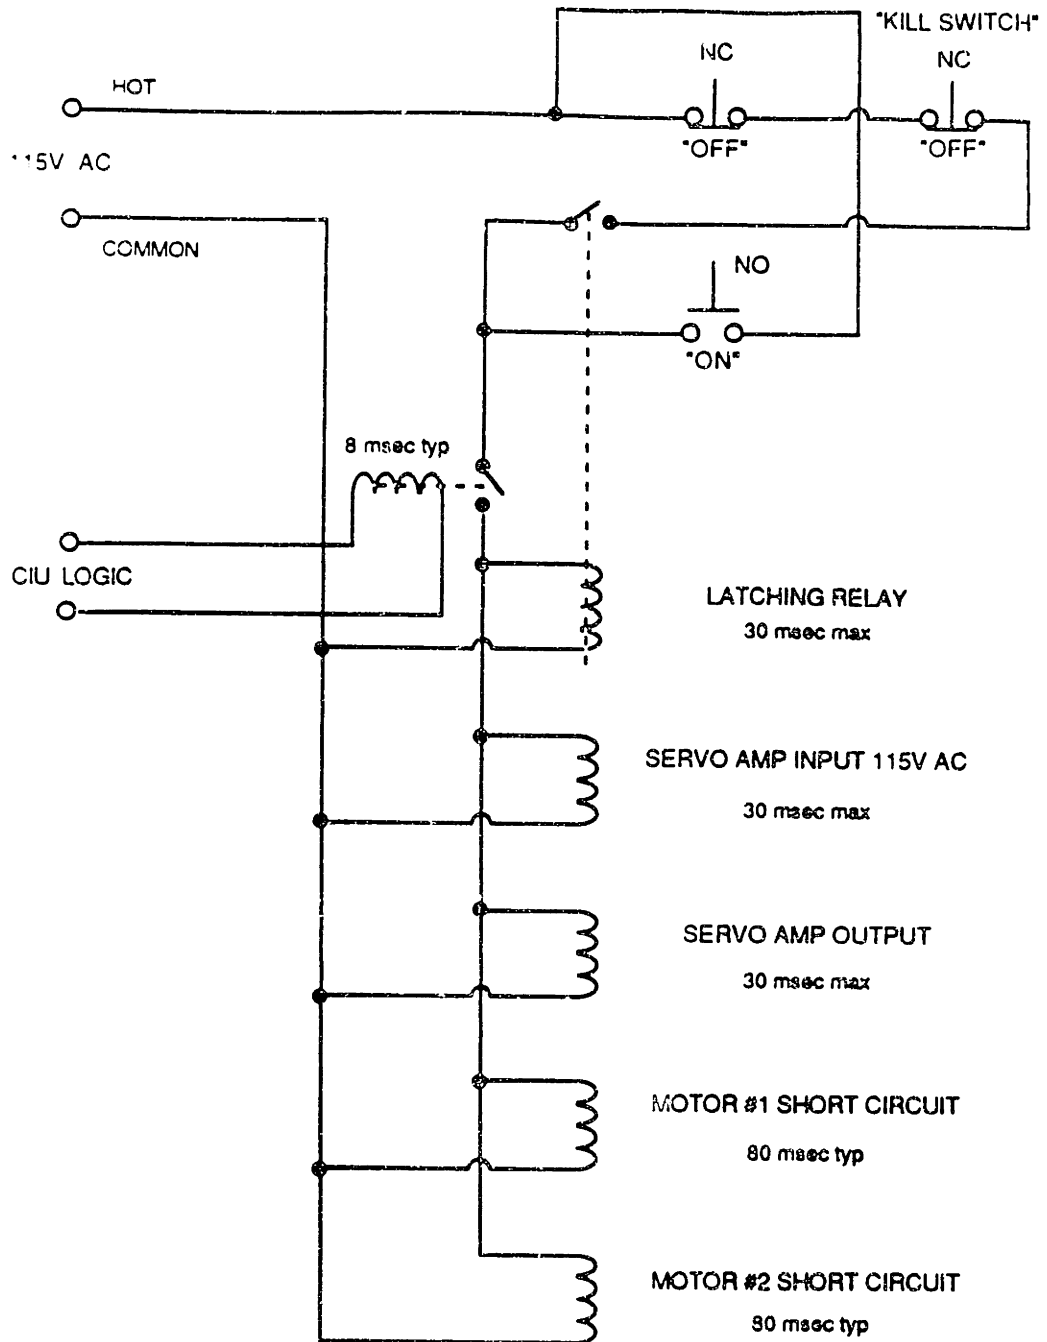 "KILL SWITCH"
NC
NC
HOT
"OFF"
"OFF"
115V AC
COMMON
NO
"ON"
8 msec typ
CIU LOGIC
LATCHING RELAY
30 msec max
SERVO AMP INPUT 115V AC
30 msec max
SERVO AMP OUTPUT
30 msec max
MOTOR #1 SHORT CIRCUIT
80 msec typ
MOTOR #2 SHORT CIRCUIT
80 msec typ